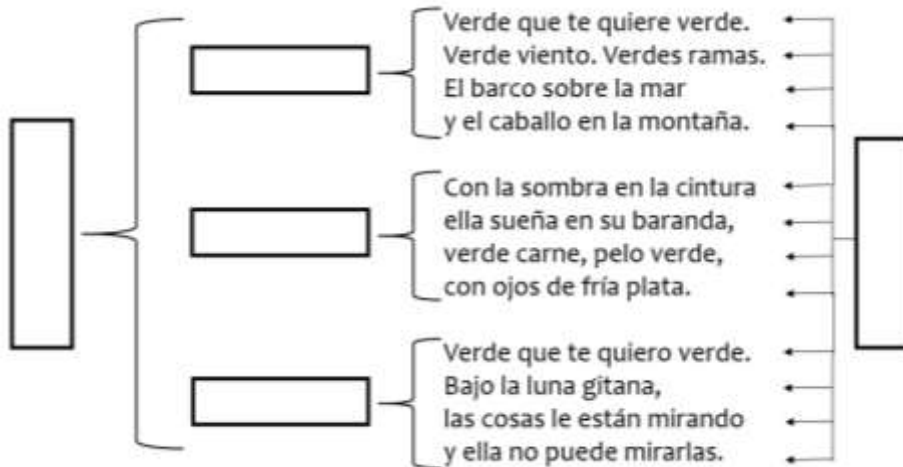 Verde que te quiere verde.
Verde viento. Verdes ramas.
El barco sobre la mar
y el caballo en la montaña.
Con la sombra en la cintura
ella sueña en su baranda,
verde carne, pelo verde,
con ojos de fría plata.
Verde que te quiero verde.
Bajo la luna gitana,
las cosas le están mirando
y ella no puede mirarlas.